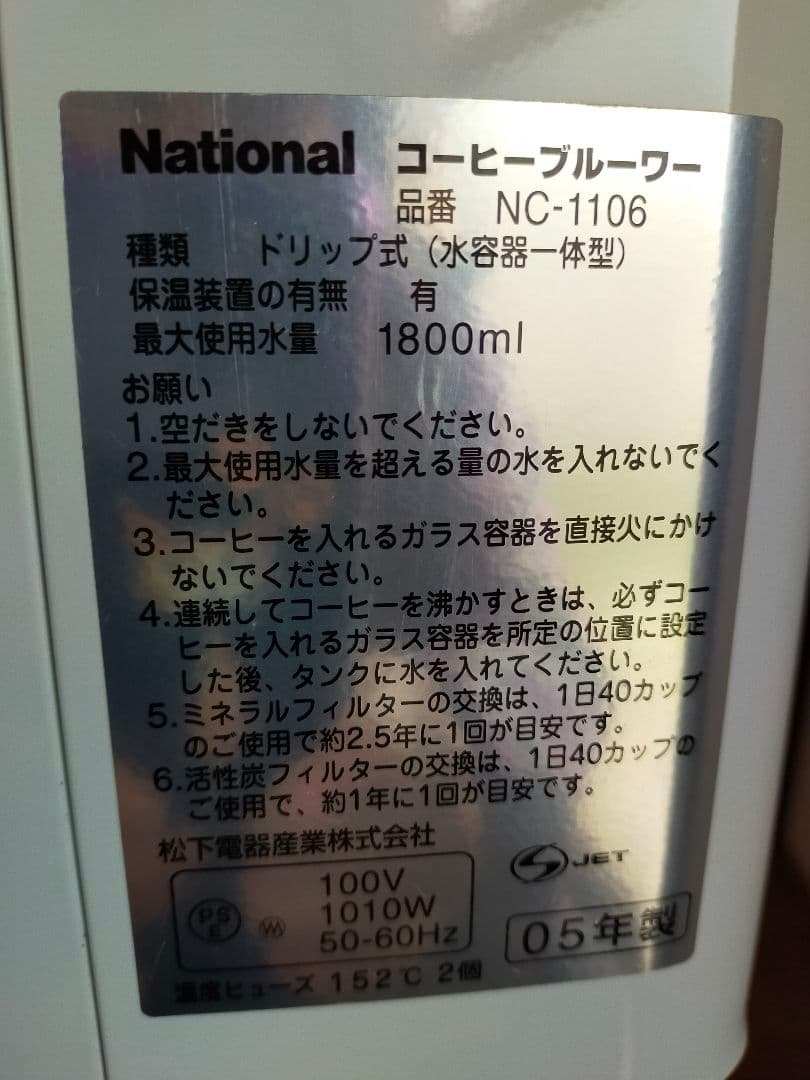 National コーヒーブルーワー
品番 NC-1106
種類 ドリップ式（水容器一体型）
保温装置の有無 有
最大使用水量 1800ml
お願い
1.空だきをしないでください。
2.最大使用水量を超える量の水を入れないでく
ださい。
3.コーヒーを入れるガラス容器を直接火にかけ
ないでください。
4.連続してコーヒーを沸かすときは、必ずコー
ヒーを入れるガラス容器を所定の位置に設定
した後、タンクに水を入れてください。
5.ミネラルフィルターの交換は、1日40カップ
のご使用で約2.5年に1回が目安です。
6.活性炭フィルターの交換は、1日40カップの
ご使用で、約1年に1回が目安です。
松下電器産業株式会社
PS
E
100V
1010W
50-60Hz
JET
05年製
温度ヒューズ 152℃ 2個